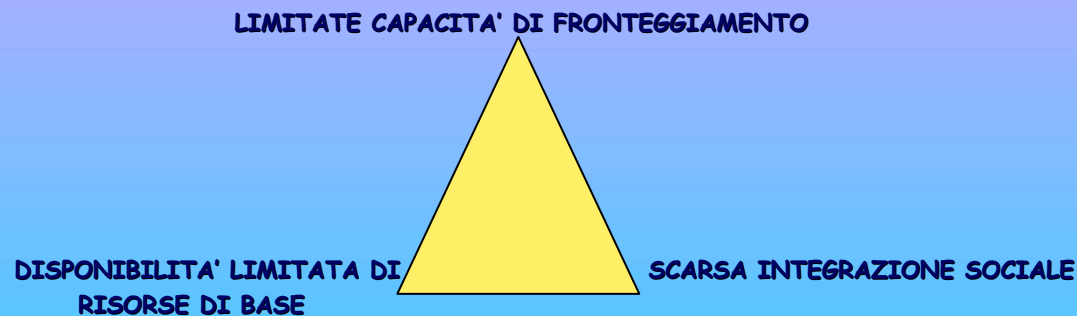 LIMITATE CAPACITA' DI FRONTEGGIAMENTO
DISPONIBILITA' LIMITATA DI
RISORSE DI BASE
SCARSA INTEGRAZIONE SOCIALE